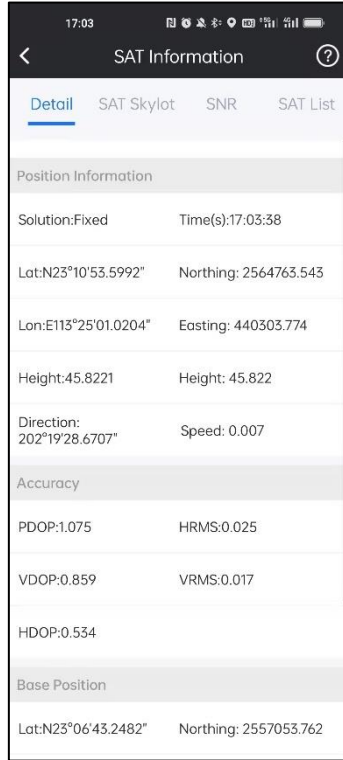 17:03
SAT Information
Detail SAT Skylot SNR SAT List
Position Information
Solution:Fixed Time(s):17:03:38
Lat:N23°10'53.5992" Northing: 2564763.543
Lon:E113°25'01.0204" Easting: 440303.774
Height:45.8221 Height: 45.822
Direction:
202°19'28.6707" Speed: 0.007
Accuracy
PDOP:1.075 HRMS:0.025
VDOP:0.859 VRMS:0.017
HDOP:0.534
Base Position
Lat:N23°06'43.2482" Northing: 2557053.762